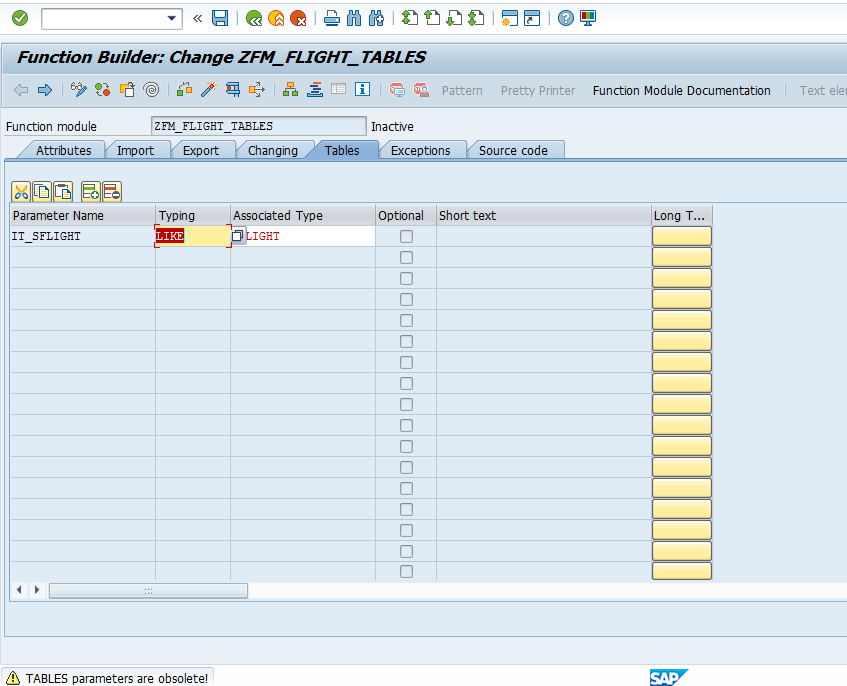 Function Builder: Change ZFM_FLIGHT_TABLES
Pattern Pretty Printer Function Module Documentation Text eler
Function module ZFM_FLIGHT_TABLES Inactive
Attributes Import Export Changing Tables Exceptions Source code
Parameter Name Typing Associated Type Optional Short text Long T...
IT_SFLIGHT LIKE LIGHT
TABLES parameters are obsolete! SAP